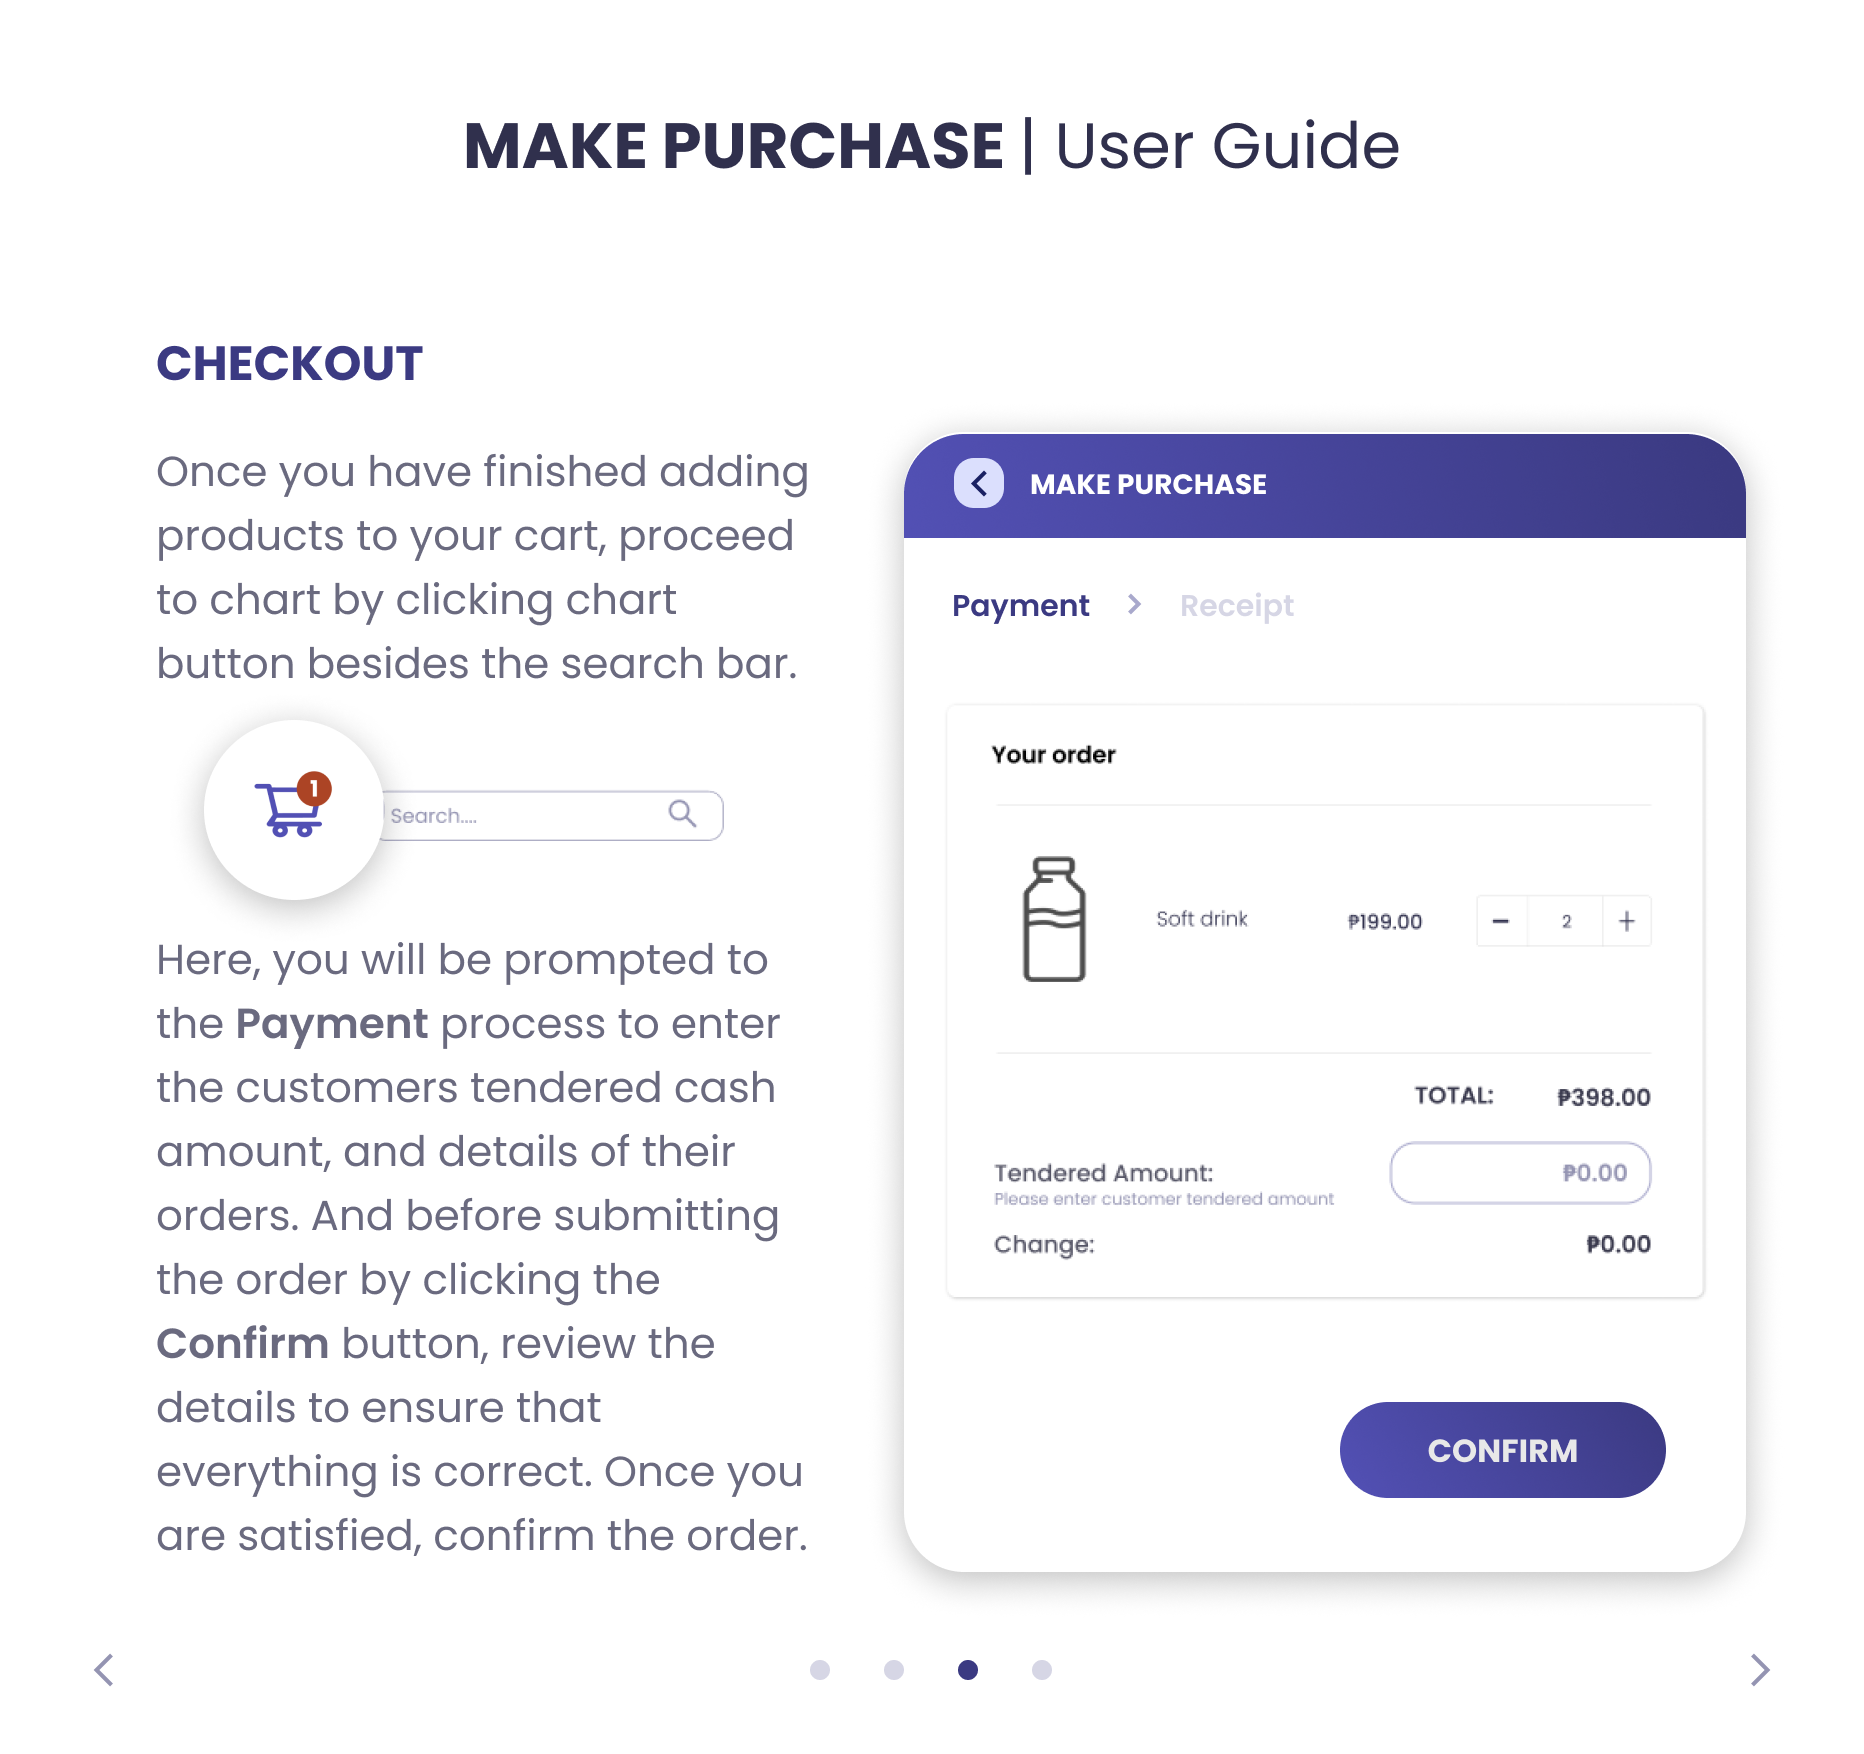 MAKE PURCHASE | User Guide
CHECKOUT
Once you have finished adding
products to your cart, proceed
to chart by clicking chart
button besides the search bar.
1
Search....
Here, you will be prompted to
the Payment process to enter
the customers tendered cash
amount, and details of their
orders. And before submitting
the order by clicking the
Confirm button, review the
details to ensure that
everything is correct. Once you
are satisfied, confirm the order.
MAKE PURCHASE
Payment > Receipt
Your order
Soft drink ₱199.00 − 2 +
TOTAL: ₱398.00
Tendered Amount: ₱0.00
Please enter customer tendered amount
Change: ₱0.00
CONFIRM